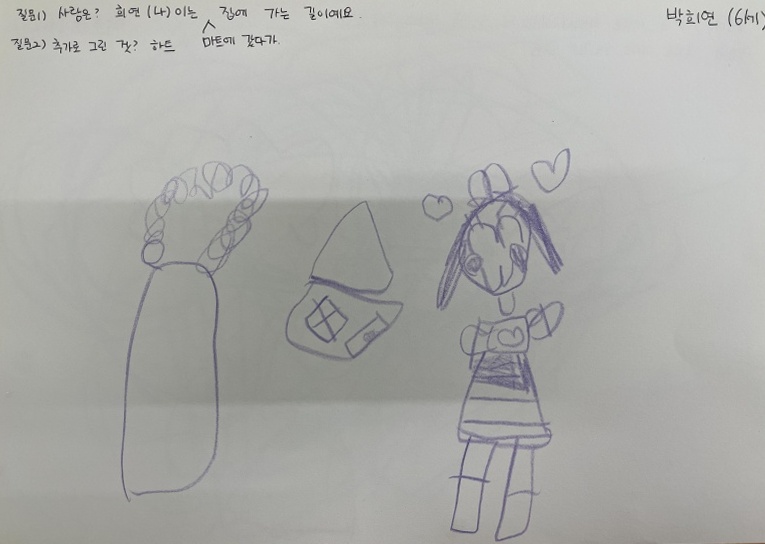 질문1) 사람은? 희연(나)이는 마트에 갔다가 집에 가는 길이예요.
질문2) 추가로 그린 것? 하트
박희연 (6세)